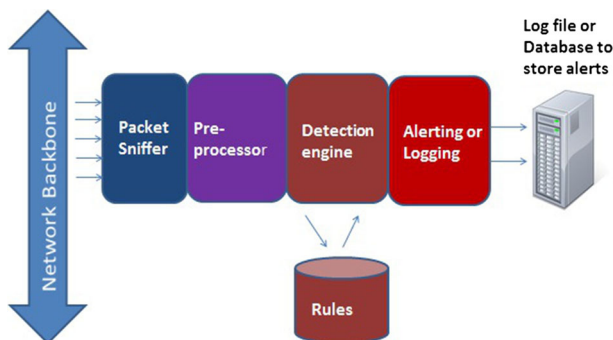 Network Backbone
Packet
Sniffer
Pre-
processor
Detection
engine
Alerting or
Logging
Log file or
Database to
store alerts
Rules